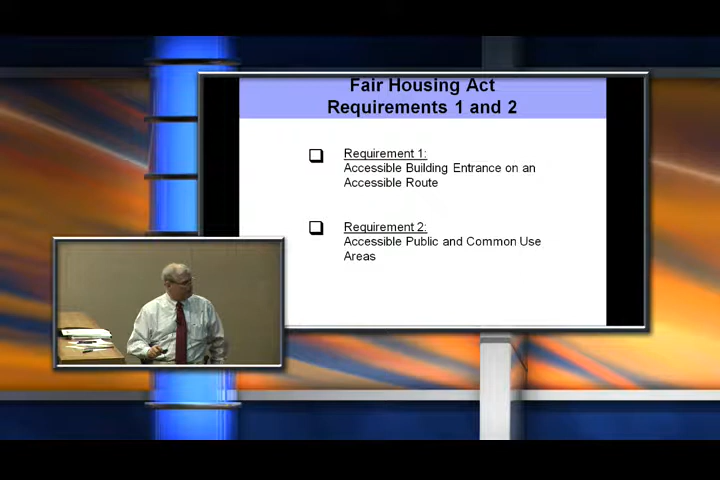 Fair Housing Act
Requirements 1 and 2
Requirement 1:
Accessible Building Entrance on an
Accessible Route
Requirement 2:
Accessible Public and Common Use
Areas